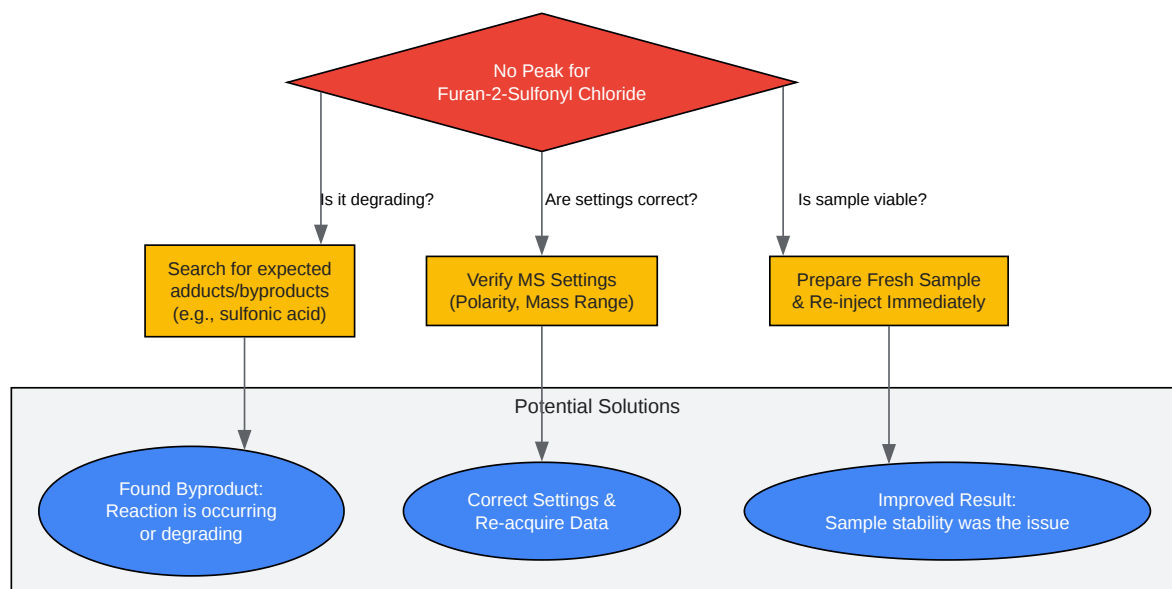 No Peak for
Furan-2-Sulfonyl Chloride
Is it degrading?
Are settings correct?
Is sample viable?
Search for expected
adducts/byproducts
(e.g., sulfonic acid)
Verify MS Settings
(Polarity, Mass Range)
Prepare Fresh Sample
& Re-inject Immediately
Potential Solutions
Found Byproduct:
Reaction is occurring
or degrading
Correct Settings &
Re-acquire Data
Improved Result:
Sample stability was the issue